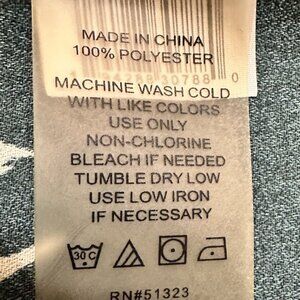 MADE IN CHINA
100% POLYESTER
MACHINE WASH COLD
WITH LIKE COLORS
USE ONLY
NON-CHLORINE
BLEACH IF NEEDED
TUMBLE DRY LOW
USE LOW IRON
IF NECESSARY
30C
RN#51323